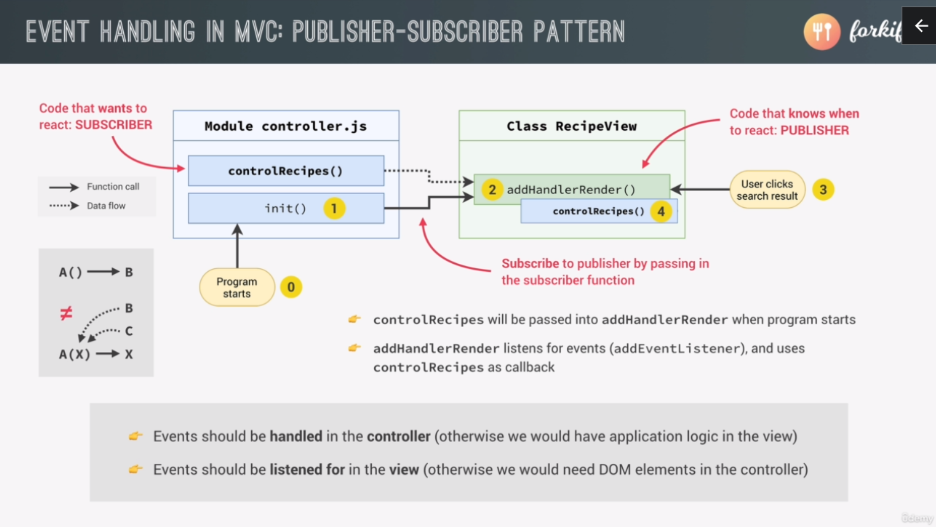 EVENT HANDLING IN MVC: PUBLISHER-SUBSCRIBER PATTERN
Code that wants to
react: SUBSCRIBER
Module controller.js
controlRecipes()
init() 1
Program
starts
0
Function call
Data flow
A() B
≠
B
C
A(X) X
Class RecipeView
2 addHandlerRender()
controlRecipes() 4
Code that knows when
to react: PUBLISHER
User clicks
search result
3
Subscribe to publisher by passing in
the subscriber function
controlRecipes will be passed into addHandlerRender when program starts
addHandlerRender listens for events (addEventListener), and uses
controlRecipes as callback
Events should be handled in the controller (otherwise we would have application logic in the view)
Events should be listened for in the view (otherwise we would need DOM elements in the controller)
Udemy